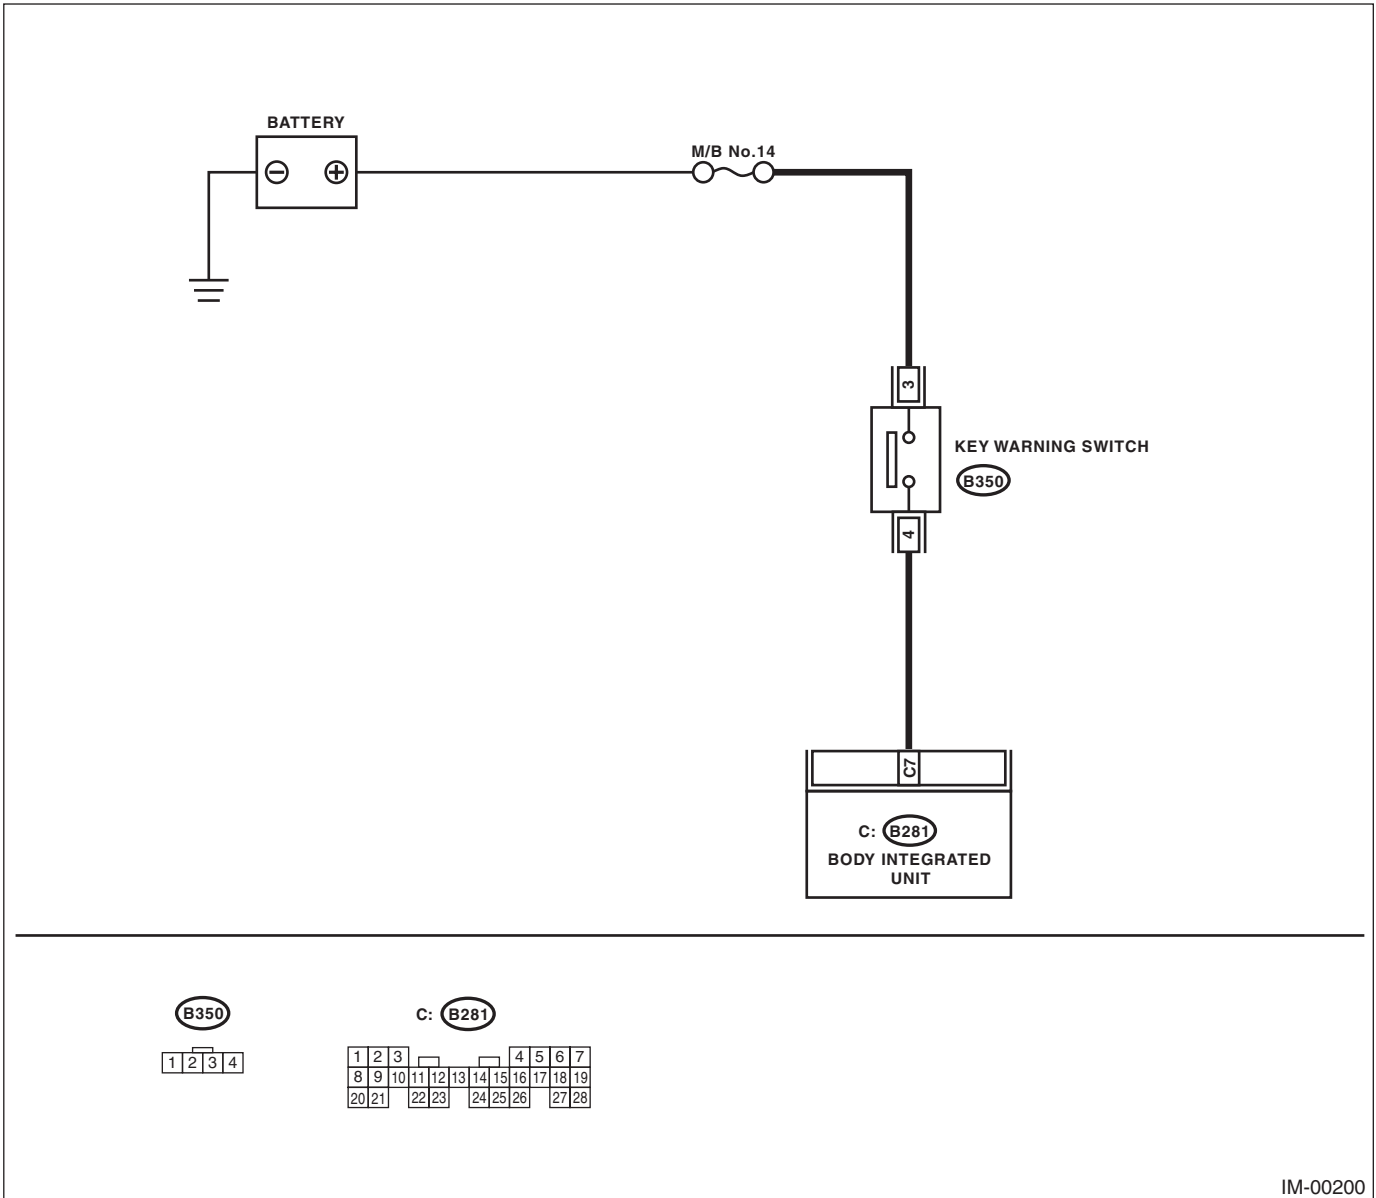 BATTERY
M/B No.14
3
KEY WARNING SWITCH
B350
4
C7
C: B281
BODY INTEGRATED
UNIT
B350
C: B281
1 2 3 4
1 2 3 4 5 6 7
8 9 10 11 12 13 14 15 16 17 18 19
20 21 22 23 24 25 26 27 28
IM-00200